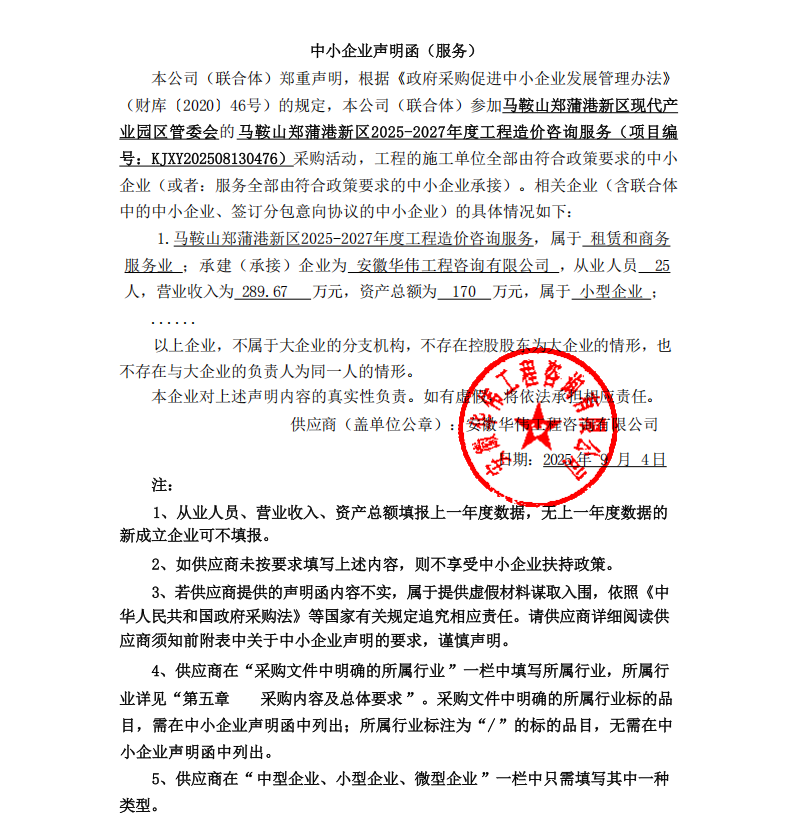 中小企业声明函（服务）
本公司（联合体）郑重声明，根据《政府采购促进中小企业发展管理办法》
（财库〔2020〕46号）的规定，本公司（联合体）参加马鞍山郑蒲港新区现代产
业园区管委会的马鞍山郑蒲港新区2025-2027年度工程造价咨询服务（项目编
号：KJXY202508130476）采购活动，工程的施工单位全部由符合政策要求的中小
企业（或者：服务全部由符合政策要求的中小企业承接）。相关企业（含联合体
中的中小企业、签订分包意向协议的中小企业）的具体情况如下：
1.马鞍山郑蒲港新区2025-2027年度工程造价咨询服务，属于 租赁和商务
服务业 ；承建（承接）企业为 安徽华伟工程咨询有限公司 ，从业人员 25
人，营业收入为 289.67 万元，资产总额为 170 万元，属于 小型企业 ；
......
以上企业，不属于大企业的分支机构，不存在控股股东为大企业的情形，也
不存在与大企业的负责人为同一人的情形。
本企业对上述声明内容的真实性负责。如有虚假，将依法承担相应责任。
供应商（盖单位公章）：安徽华伟工程咨询有限公司
日期：2025 年 9 月 4 日
安徽华伟工程咨询有限公司
注：
1、从业人员、营业收入、资产总额填报上一年度数据，无上一年度数据的
新成立企业可不填报。
2、如供应商未按要求填写上述内容，则不享受中小企业扶持政策。
3、若供应商提供的声明函内容不实，属于提供虚假材料谋取入围，依照《中
华人民共和国政府采购法》等国家有关规定追究相应责任。请供应商详细阅读供
应商须知前附表中关于中小企业声明的要求，谨慎声明。
4、供应商在“采购文件中明确的所属行业”一栏中填写所属行业，所属行
业详见“第五章 采购内容及总体要求”。采购文件中明确的所属行业标的品
目，需在中小企业声明函中列出；所属行业标注为“/”的标的品目，无需在中
小企业声明函中列出。
5、供应商在“中型企业、小型企业、微型企业”一栏中只需填写其中一种
类型。